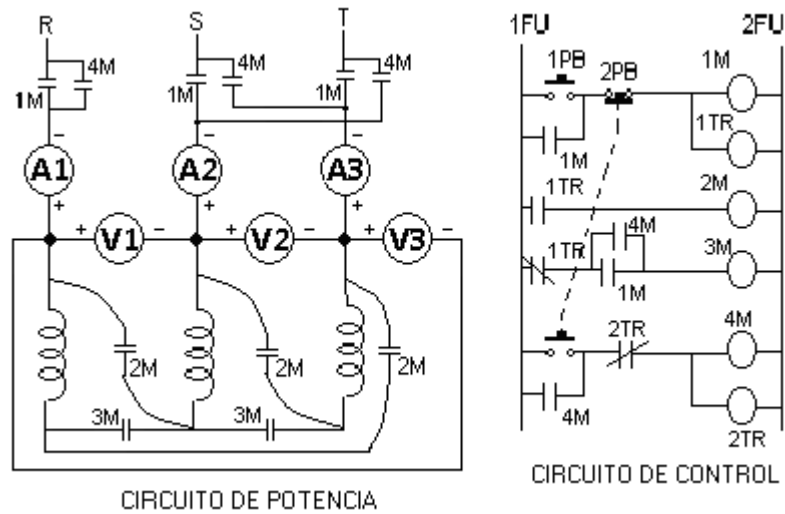 R S T
4M 4M 4M
1M 1M 1M
- - -
A1 A2 A3
+ + +
+ V1 - + V2 - + V3 -
2M 2M 2M
3M 3M
CIRCUITO DE POTENCIA
1FU 2FU
1PB 2PB 1M
1TR
1M
1TR 2M
4M
1TR 3M
1M
2TR 4M
4M
2TR
CIRCUITO DE CONTROL